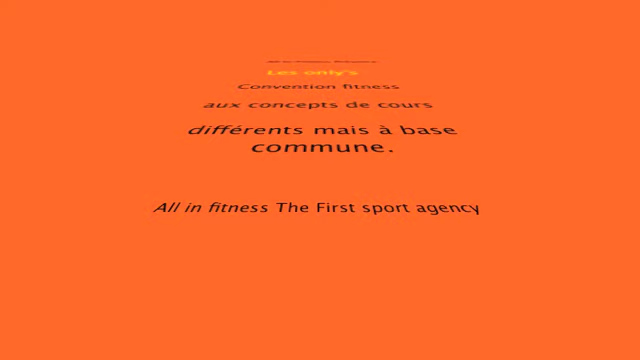 Les only's
Convention fitness
aux concepts de cours
différents mais à base
commune.
All in fitness The First sport agency